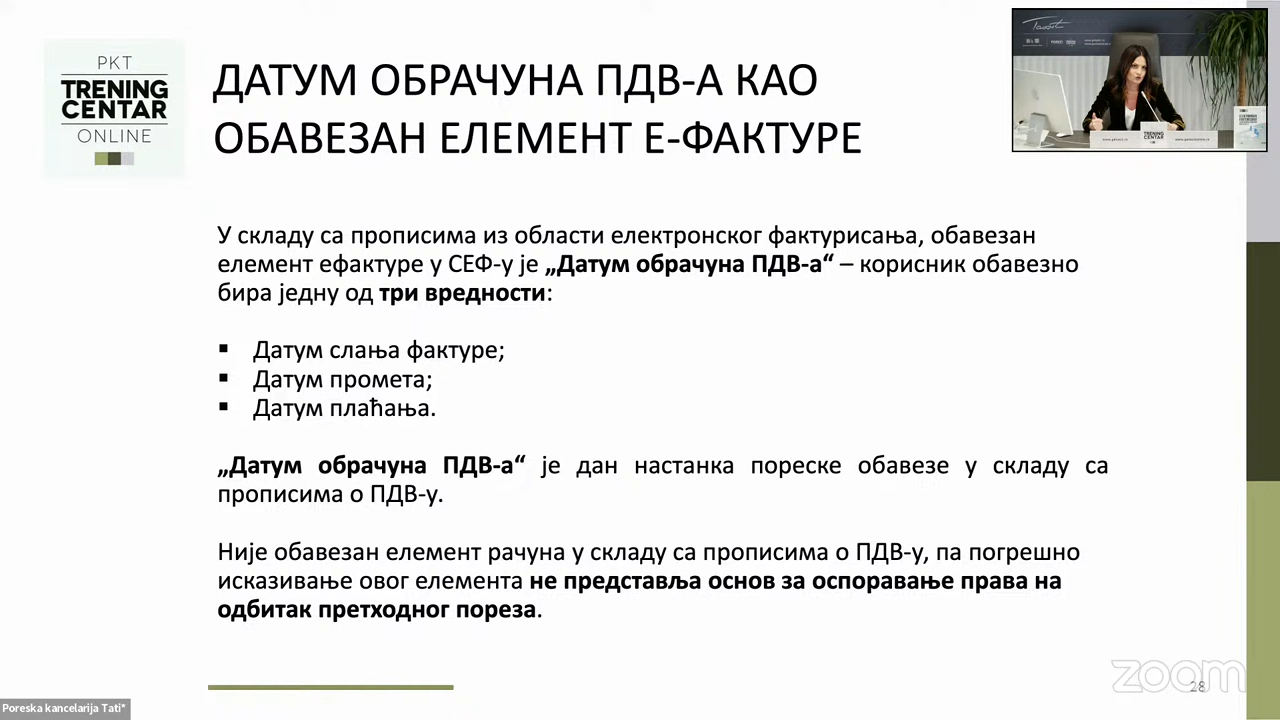 PKT
TRENING
CENTAR
ONLINE
ДАТУМ ОБРАЧУНА ПДВ-А КАО
ОБАВЕЗАН ЕЛЕМЕНТ Е-ФАКТУРЕ
У складу са прописима из области електронског фактурисања, обавезан
елемент ефактуре у СЕФ-у је „Датум обрачуна ПДВ-а“ – корисник обавезно
бира једну од три вредности:
▪ Датум слања фактуре;
▪ Датум промета;
▪ Датум плаћања.
„Датум обрачуна ПДВ-а“ је дан настанка пореске обавезе у складу са
прописима о ПДВ-у.
Није обавезан елемент рачуна у складу са прописима о ПДВ-у, па погрешно
исказивање овог елемента не представља основ за оспоравање права на
одбитак претходног пореза.
TRENING
CENTAR
zoom
28
Poreska kancelarija Tati*